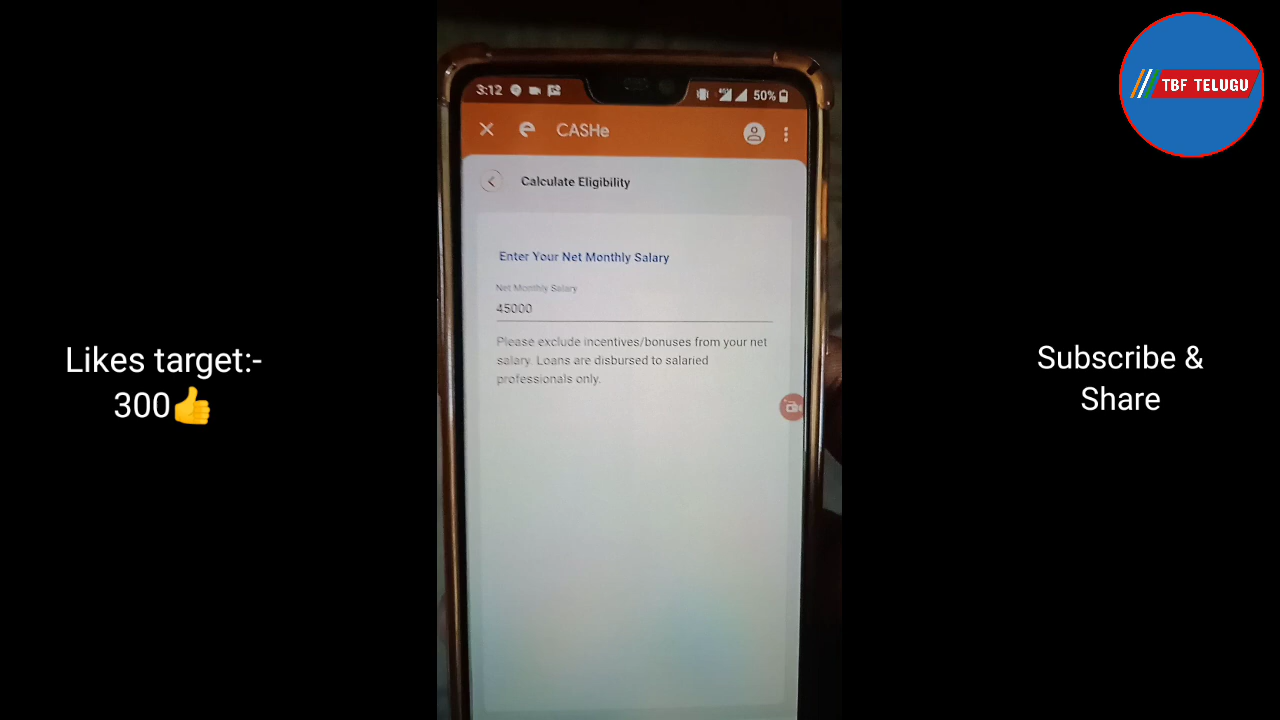 TBF TELUGU
3:12
50%
CASHe
Calculate Eligibility
Enter Your Net Monthly Salary
Net Monthly Salary
45000
Please exclude incentives/bonuses from your net
salary. Loans are disbursed to salaried
professionals only.
Likes target:-
300👍
Subscribe &
Share